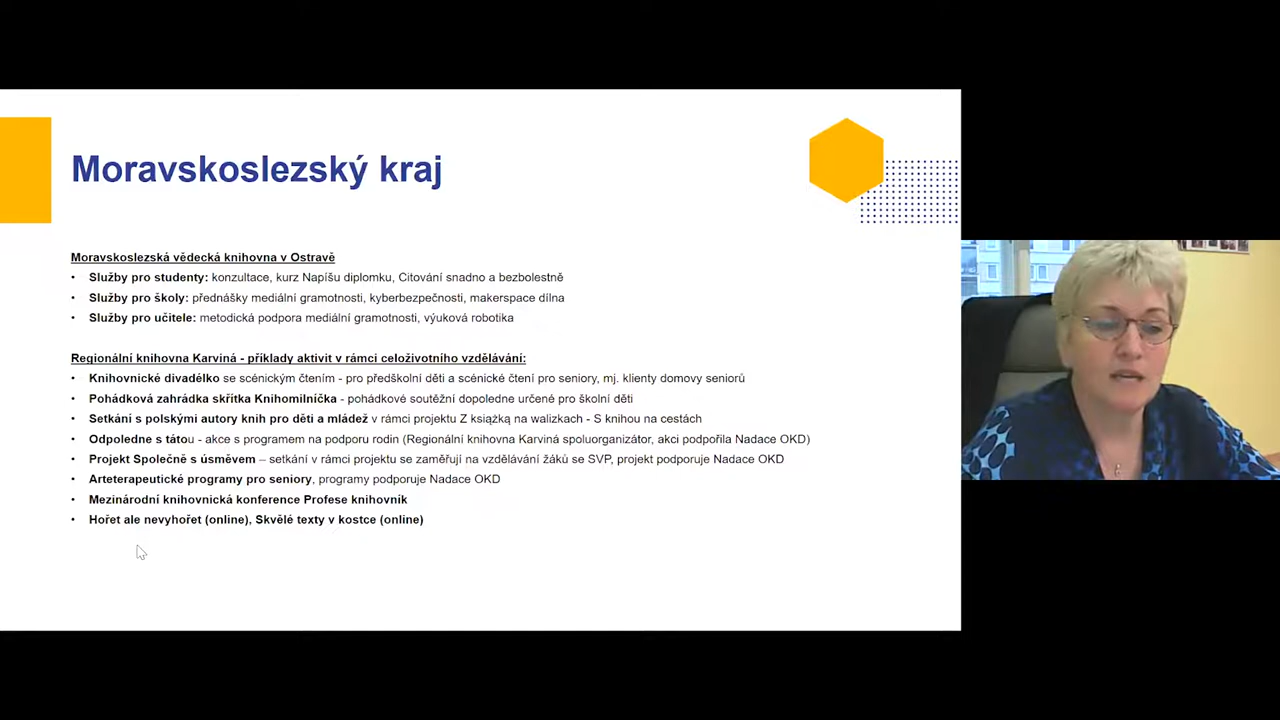 Moravskoslezský kraj
Moravskoslezská vědecká knihovna v Ostravě
• Služby pro studenty: konzultace, kurz Napíšu diplomku, Citování snadno a bezbolestně
• Služby pro školy: přednášky mediální gramotnosti, kyberbezpečnosti, makerspace dílna
• Služby pro učitele: metodická podpora mediální gramotnosti, výuková robotika
Regionální knihovna Karviná - příklady aktivit v rámci celoživotního vzdělávání:
• Knihovnické divadélko se scénickým čtením - pro předškolní děti a scénické čtení pro seniory, mj. klienty domovy seniorů
• Pohádková zahrádka skřítka Knihomilníčka - pohádkové soutěžní dopoledne určené pro školní děti
• Setkání s polskými autory knih pro děti a mládež v rámci projektu Z książką na walizkach - S knihou na cestách
• Odpoledne s tátou - akce s programem na podporu rodin (Regionální knihovna Karviná spoluorganizátor, akci podpořila Nadace OKD)
• Projekt Společně s úsměvem – setkání v rámci projektu se zaměřují na vzdělávání žáků se SVP, projekt podporuje Nadace OKD
• Arteterapeutické programy pro seniory, programy podporuje Nadace OKD
• Mezinárodní knihovnická konference Profese knihovník
• Hořet ale nevyhořet (online), Skvělé texty v kostce (online)